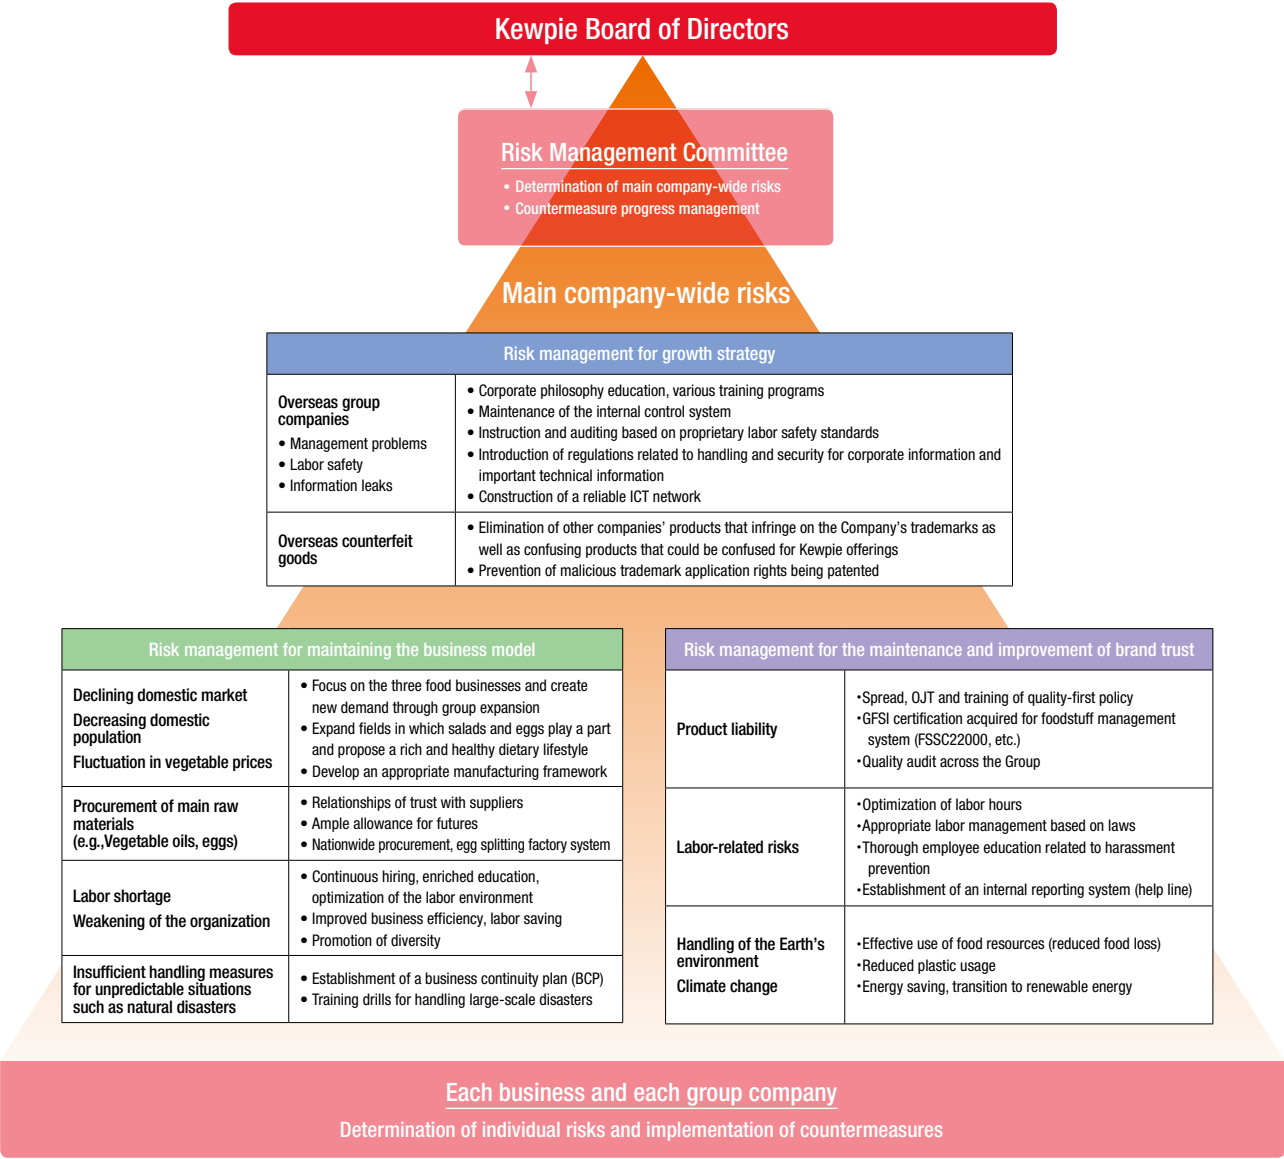 Kewpie Board of Directors
Risk Management Committee
• Determination of main company-wide risks
• Countermeasure progress management
Main company-wide risks
Risk management for growth strategy
Overseas group
companies
• Management problems
• Labor safety
• Information leaks
• Corporate philosophy education, various training programs
• Maintenance of the internal control system
• Instruction and auditing based on proprietary labor safety standards
• Introduction of regulations related to handling and security for corporate information and
important technical information
• Construction of a reliable ICT network
Overseas counterfeit
goods
• Elimination of other companies’ products that infringe on the Company’s trademarks as
well as confusing products that could be confused for Kewpie offerings
• Prevention of malicious trademark application rights being patented
Risk management for maintaining the business model
Declining domestic market
Decreasing domestic
population
Fluctuation in vegetable prices
• Focus on the three food businesses and create
new demand through group expansion
• Expand fields in which salads and eggs play a part
and propose a rich and healthy dietary lifestyle
• Develop an appropriate manufacturing framework
Procurement of main raw
materials
(e.g.,Vegetable oils, eggs)
• Relationships of trust with suppliers
• Ample allowance for futures
• Nationwide procurement, egg splitting factory system
Labor shortage
Weakening of the organization
• Continuous hiring, enriched education,
optimization of the labor environment
• Improved business efficiency, labor saving
• Promotion of diversity
Insufficient handling measures
for unpredictable situations
such as natural disasters
• Establishment of a business continuity plan (BCP)
• Training drills for handling large-scale disasters
Risk management for the maintenance and improvement of brand trust
Product liability
•Spread, OJT and training of quality-first policy
•GFSI certification acquired for foodstuff management
system (FSSC22000, etc.)
•Quality audit across the Group
Labor-related risks
•Optimization of labor hours
•Appropriate labor management based on laws
•Thorough employee education related to harassment
prevention
•Establishment of an internal reporting system (help line)
Handling of the Earth’s
environment
Climate change
•Effective use of food resources (reduced food loss)
•Reduced plastic usage
•Energy saving, transition to renewable energy
Each business and each group company
Determination of individual risks and implementation of countermeasures